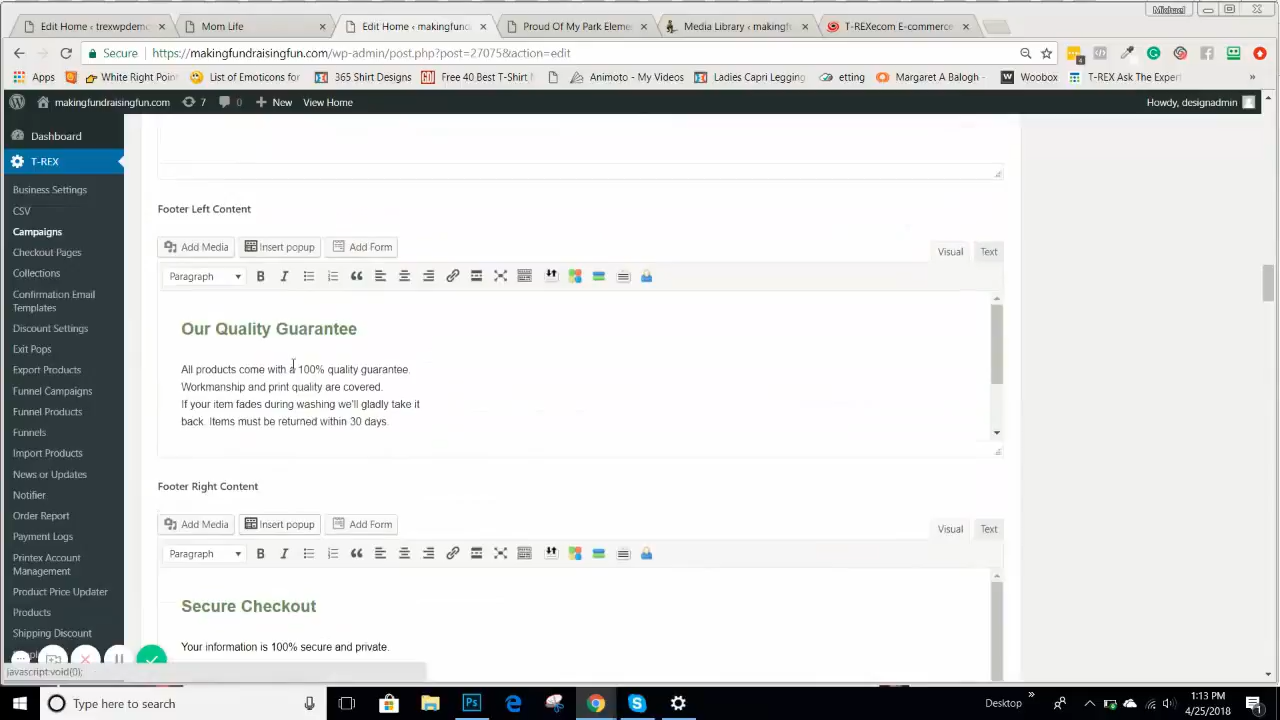 Michael
Edit Home ‹ trexwpdemo
Mom Life
Edit Home ‹ makingfund
Proud Of My Park Eleme
Media Library ‹ makingf
T-REXecom E-commerce
Secure
https://makingfundraisingfun.com/wp-admin/post.php?post=27075&action=edit
Apps
White Right Poin
List of Emoticons for
365 Shirt Designs
Free 40 Best T-Shirt
Animoto - My Videos
Ladies Capri Legging
etting
Margaret A Balogh -
Woobox
T-REX Ask The Expert
»
makingfundraisingfun.com
7
0
New
View Home
Howdy, designadmin
Dashboard
T-REX
Business Settings
CSV
Campaigns
Checkout Pages
Collections
Confirmation Email
Templates
Discount Settings
Exit Pops
Export Products
Funnel Campaigns
Funnel Products
Funnels
Import Products
News or Updates
Notifier
Order Report
Payment Logs
Printex Account
Management
Product Price Updater
Products
Shipping Discount
javascript:void(0);
Footer Left Content
Add Media
Insert popup
Add Form
Visual
Text
Paragraph
B
I
Our Quality Guarantee
All products come with a 100% quality guarantee.
Workmanship and print quality are covered.
If your item fades during washing we'll gladly take it
back. Items must be returned within 30 days.
Footer Right Content
Add Media
Insert popup
Add Form
Visual
Text
Paragraph
B
I
Secure Checkout
Your information is 100% secure and private.
Type here to search
Ps
Desktop
»
1:13 PM
4/25/2018